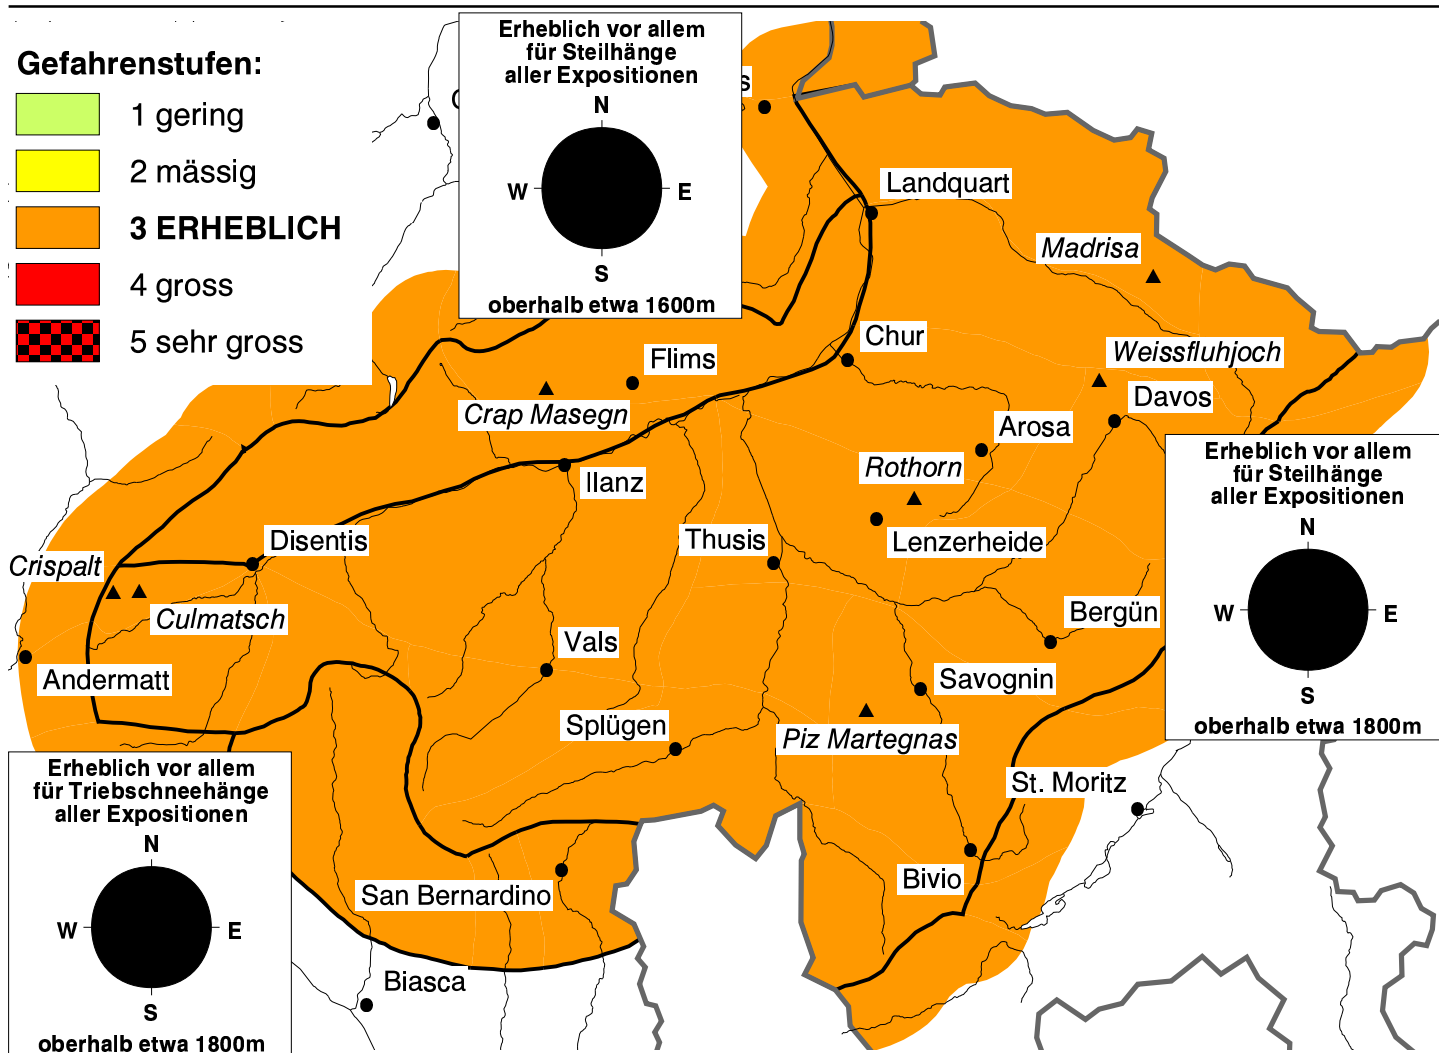 Gefahrenstufen:
1 gering
2 mässig
3 ERHEBLICH
4 gross
5 sehr gross
Erheblich vor allem
für Steilhänge
aller Expositionen
N
W
E
S
oberhalb etwa 1600m
Landquart
Madrisa
Chur
Weissfluhjoch
Flims
Davos
Crap Masegn
Arosa
Rothorn
Ilanz
Lenzerheide
Thusis
Disentis
Crispalt
Culmatsch
Andermatt
Vals
Bergün
Savognin
Splügen
Piz Martegnas
St. Moritz
Bivio
San Bernardino
Biasca
Erheblich vor allem
für Steilhänge
aller Expositionen
N
W
E
S
oberhalb etwa 1800m
Erheblich vor allem
für Triebschneehänge
aller Expositionen
N
W
E
S
oberhalb etwa 1800m